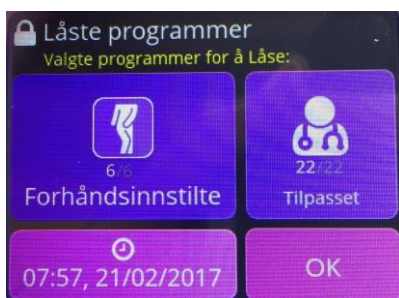 Låste programmer
Valgte programmer for å Låse:
6/6
Forhåndsinnstilte
22/22
Tilpasset
07:57, 21/02/2017
OK